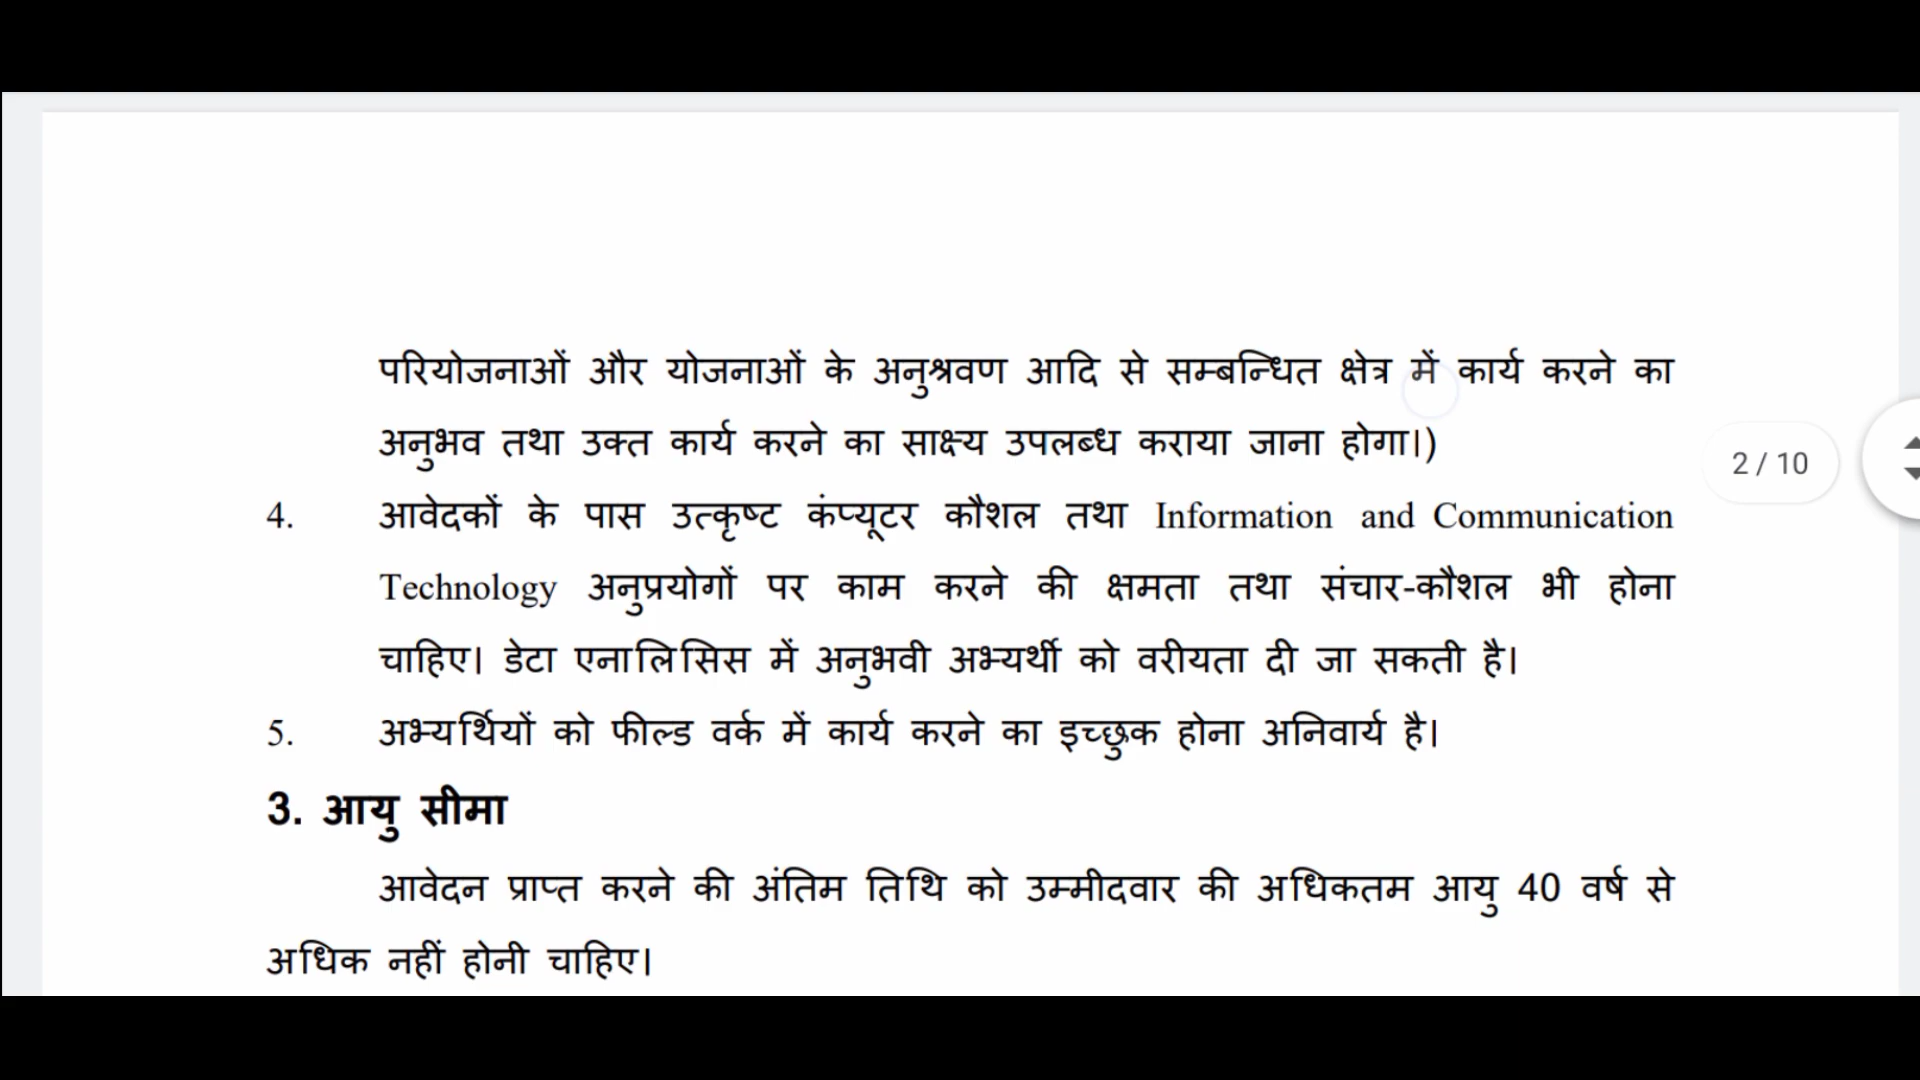 परियोजनाओं और योजनाओं के अनुश्रवण आदि से सम्बन्धित क्षेत्र में कार्य करने का
अनुभव तथा उक्त कार्य करने का साक्ष्य उपलब्ध कराया जाना होगा।)
2 / 10
4. आवेदकों के पास उत्कृष्ट कंप्यूटर कौशल तथा Information and Communication
Technology अनुप्रयोगों पर काम करने की क्षमता तथा संचार-कौशल भी होना
चाहिए। डेटा एनालिसिस में अनुभवी अभ्यर्थी को वरीयता दी जा सकती है।
5. अभ्यर्थियों को फील्ड वर्क में कार्य करने का इच्छुक होना अनिवार्य है।
3. आयु सीमा
आवेदन प्राप्त करने की अंतिम तिथि को उम्मीदवार की अधिकतम आयु 40 वर्ष से
अधिक नहीं होनी चाहिए।